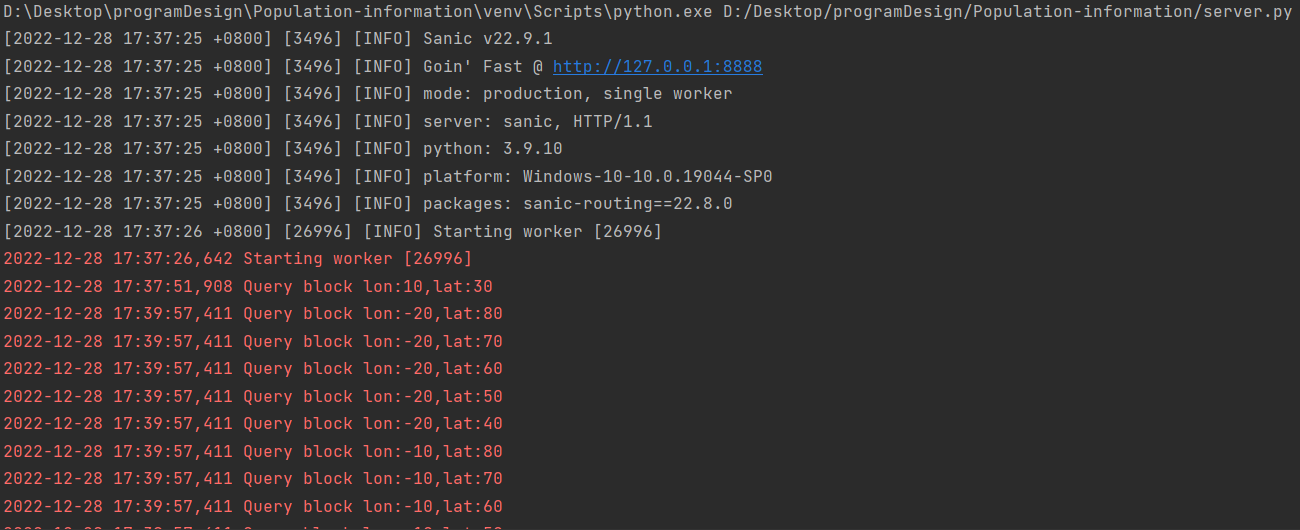 D:\Desktop\programDesign\Population-information\venv\Scripts\python.exe D:/Desktop/programDesign/Population-information/server.py
[2022-12-28 17:37:25 +0800] [3496] [INFO] Sanic v22.9.1
[2022-12-28 17:37:25 +0800] [3496] [INFO] Goin' Fast @ http://127.0.0.1:8888
[2022-12-28 17:37:25 +0800] [3496] [INFO] mode: production, single worker
[2022-12-28 17:37:25 +0800] [3496] [INFO] server: sanic, HTTP/1.1
[2022-12-28 17:37:25 +0800] [3496] [INFO] python: 3.9.10
[2022-12-28 17:37:25 +0800] [3496] [INFO] platform: Windows-10-10.0.19044-SP0
[2022-12-28 17:37:25 +0800] [3496] [INFO] packages: sanic-routing==22.8.0
[2022-12-28 17:37:26 +0800] [26996] [INFO] Starting worker [26996]
2022-12-28 17:37:26,642 Starting worker [26996]
2022-12-28 17:37:51,908 Query block lon:10,lat:30
2022-12-28 17:39:57,411 Query block lon:-20,lat:80
2022-12-28 17:39:57,411 Query block lon:-20,lat:70
2022-12-28 17:39:57,411 Query block lon:-20,lat:60
2022-12-28 17:39:57,411 Query block lon:-20,lat:50
2022-12-28 17:39:57,411 Query block lon:-20,lat:40
2022-12-28 17:39:57,411 Query block lon:-10,lat:80
2022-12-28 17:39:57,411 Query block lon:-10,lat:70
2022-12-28 17:39:57,411 Query block lon:-10,lat:60